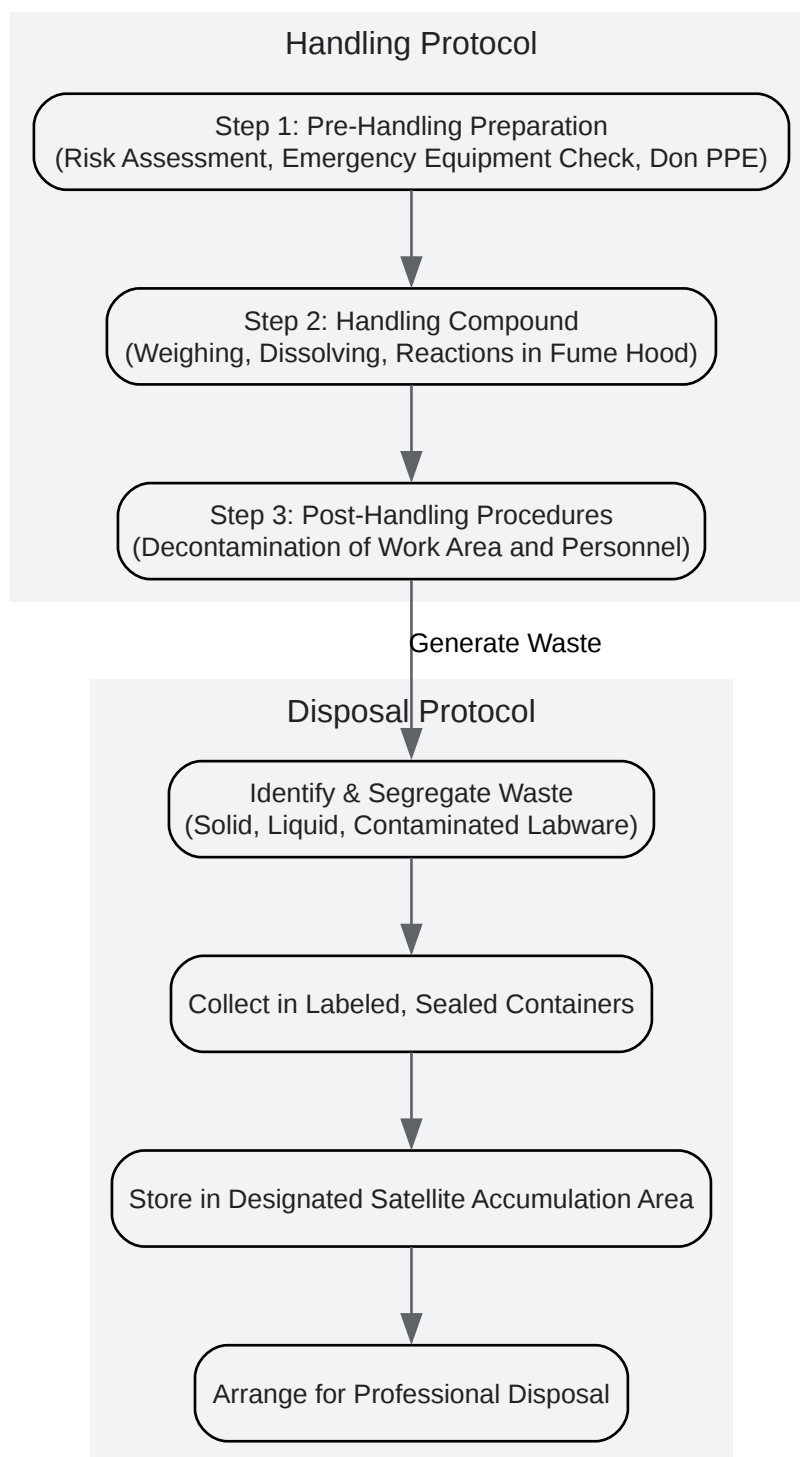 Handling Protocol
Step 1: Pre-Handling Preparation
(Risk Assessment, Emergency Equipment Check, Don PPE)
Step 2: Handling Compound
(Weighing, Dissolving, Reactions in Fume Hood)
Step 3: Post-Handling Procedures
(Decontamination of Work Area and Personnel)
Generate Waste
Disposal Protocol
Identify & Segregate Waste
(Solid, Liquid, Contaminated Labware)
Collect in Labeled, Sealed Containers
Store in Designated Satellite Accumulation Area
Arrange for Professional Disposal